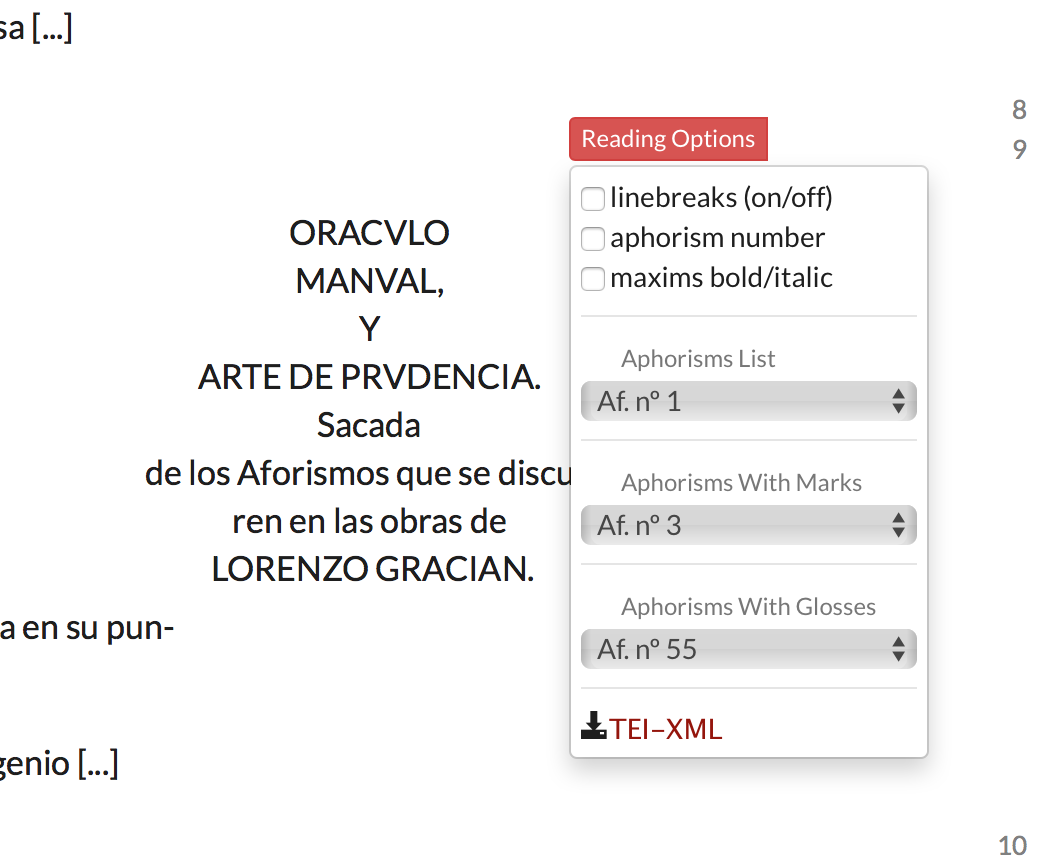 sa [...]
8
9
Reading Options
linebreaks (on/off)
aphorism number
maxims bold/italic
Aphorisms List
Af. nº 1
Aphorisms With Marks
Af. nº 3
Aphorisms With Glosses
Af. nº 55
TEI–XML
ORACVLO
MANVAL,
Y
ARTE DE PRVDENCIA.
Sacada
de los Aforismos que se discu
ren en las obras de
LORENZO GRACIAN.
a en su pun-
genio [...]
10